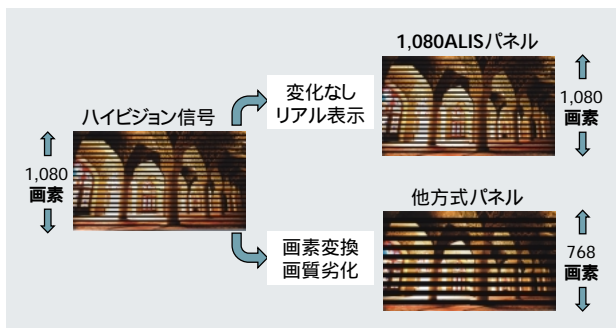 1,080ALISパネル
変化なし
リアル表示
1,080
画素
ハイビジョン信号
1,080
画素
他方式パネル
画素変換
画質劣化
768
画素